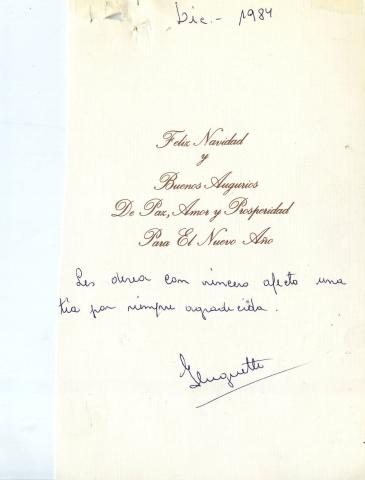 Dic.- 1984
Feliz Navidad
y
Buenos Augurios
De Paz, Amor y Prosperidad
Para El Nuevo Año
Les desea con sincero afecto una
tía por siempre agradecida.
Huguette